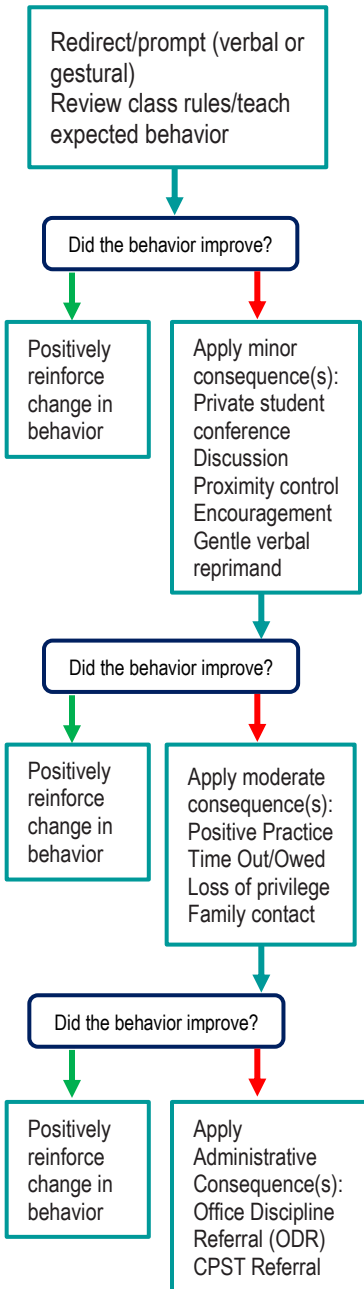 Redirect/prompt (verbal or
gestural)
Review class rules/teach
expected behavior
Did the behavior improve?
Positively
reinforce
change in
behavior
Apply minor
consequence(s):
Private student
conference
Discussion
Proximity control
Encouragement
Gentle verbal
reprimand
Did the behavior improve?
Positively
reinforce
change in
behavior
Apply moderate
consequence(s):
Positive Practice
Time Out/Owed
Loss of privilege
Family contact
Did the behavior improve?
Positively
reinforce
change in
behavior
Apply
Administrative
Consequence(s):
Office Discipline
Referral (ODR)
CPST Referral